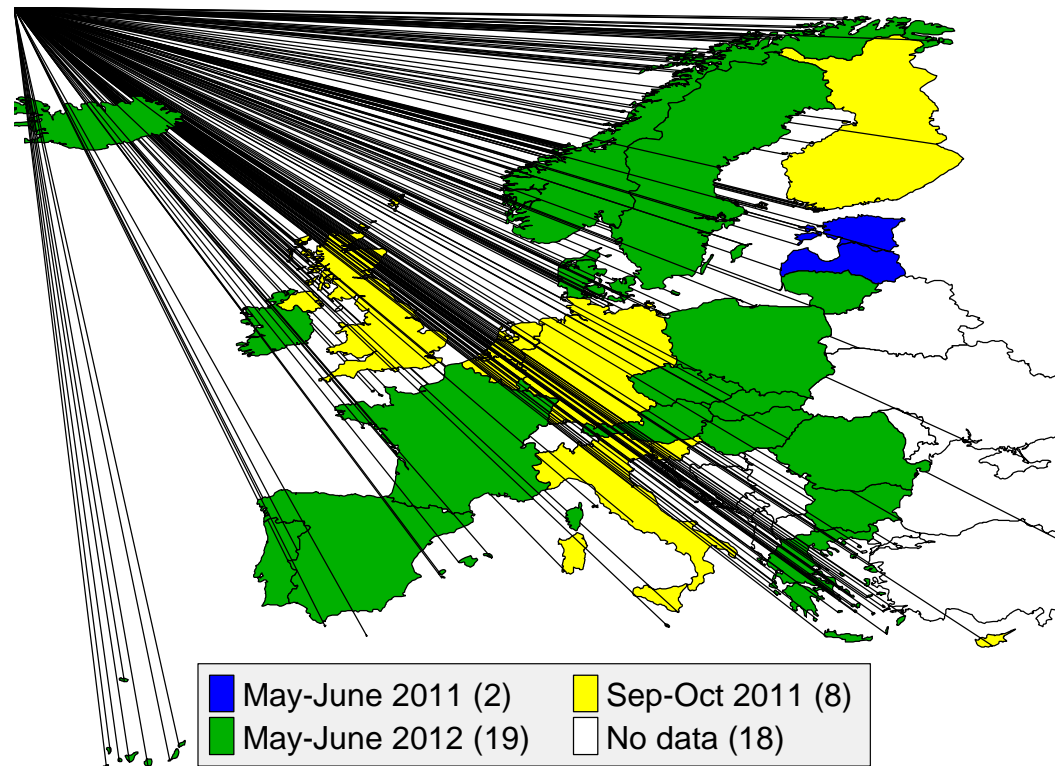 May-June 2011 (2)
Sep-Oct 2011 (8)
May-June 2012 (19)
No data (18)